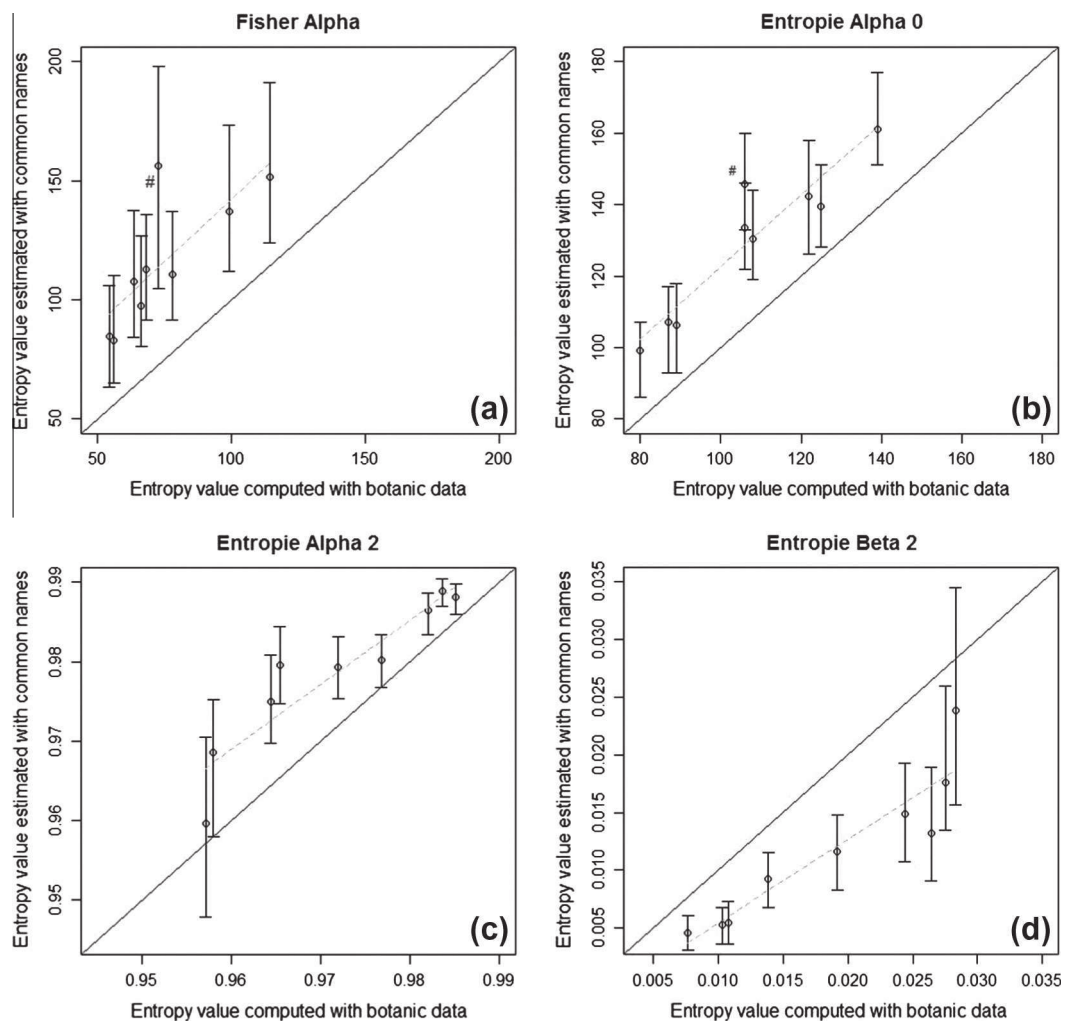 Fisher Alpha
Entropy value estimated with common names
200
150
100
50
#
(a)
50 100 150 200
Entropy value computed with botanic data
Entropie Alpha 0
Entropy value estimated with common names
180
160
140
120
100
80
#
(b)
80 100 120 140 160 180
Entropy value computed with botanic data
Entropie Alpha 2
Entropy value estimated with common names
0.99
0.98
0.97
0.96
0.95
(c)
0.95 0.96 0.97 0.98 0.99
Entropy value computed with botanic data
Entropie Beta 2
Entropy value estimated with common names
0.035
0.030
0.025
0.020
0.015
0.010
0.005
(d)
0.005 0.010 0.015 0.020 0.025 0.030 0.035
Entropy value computed with botanic data